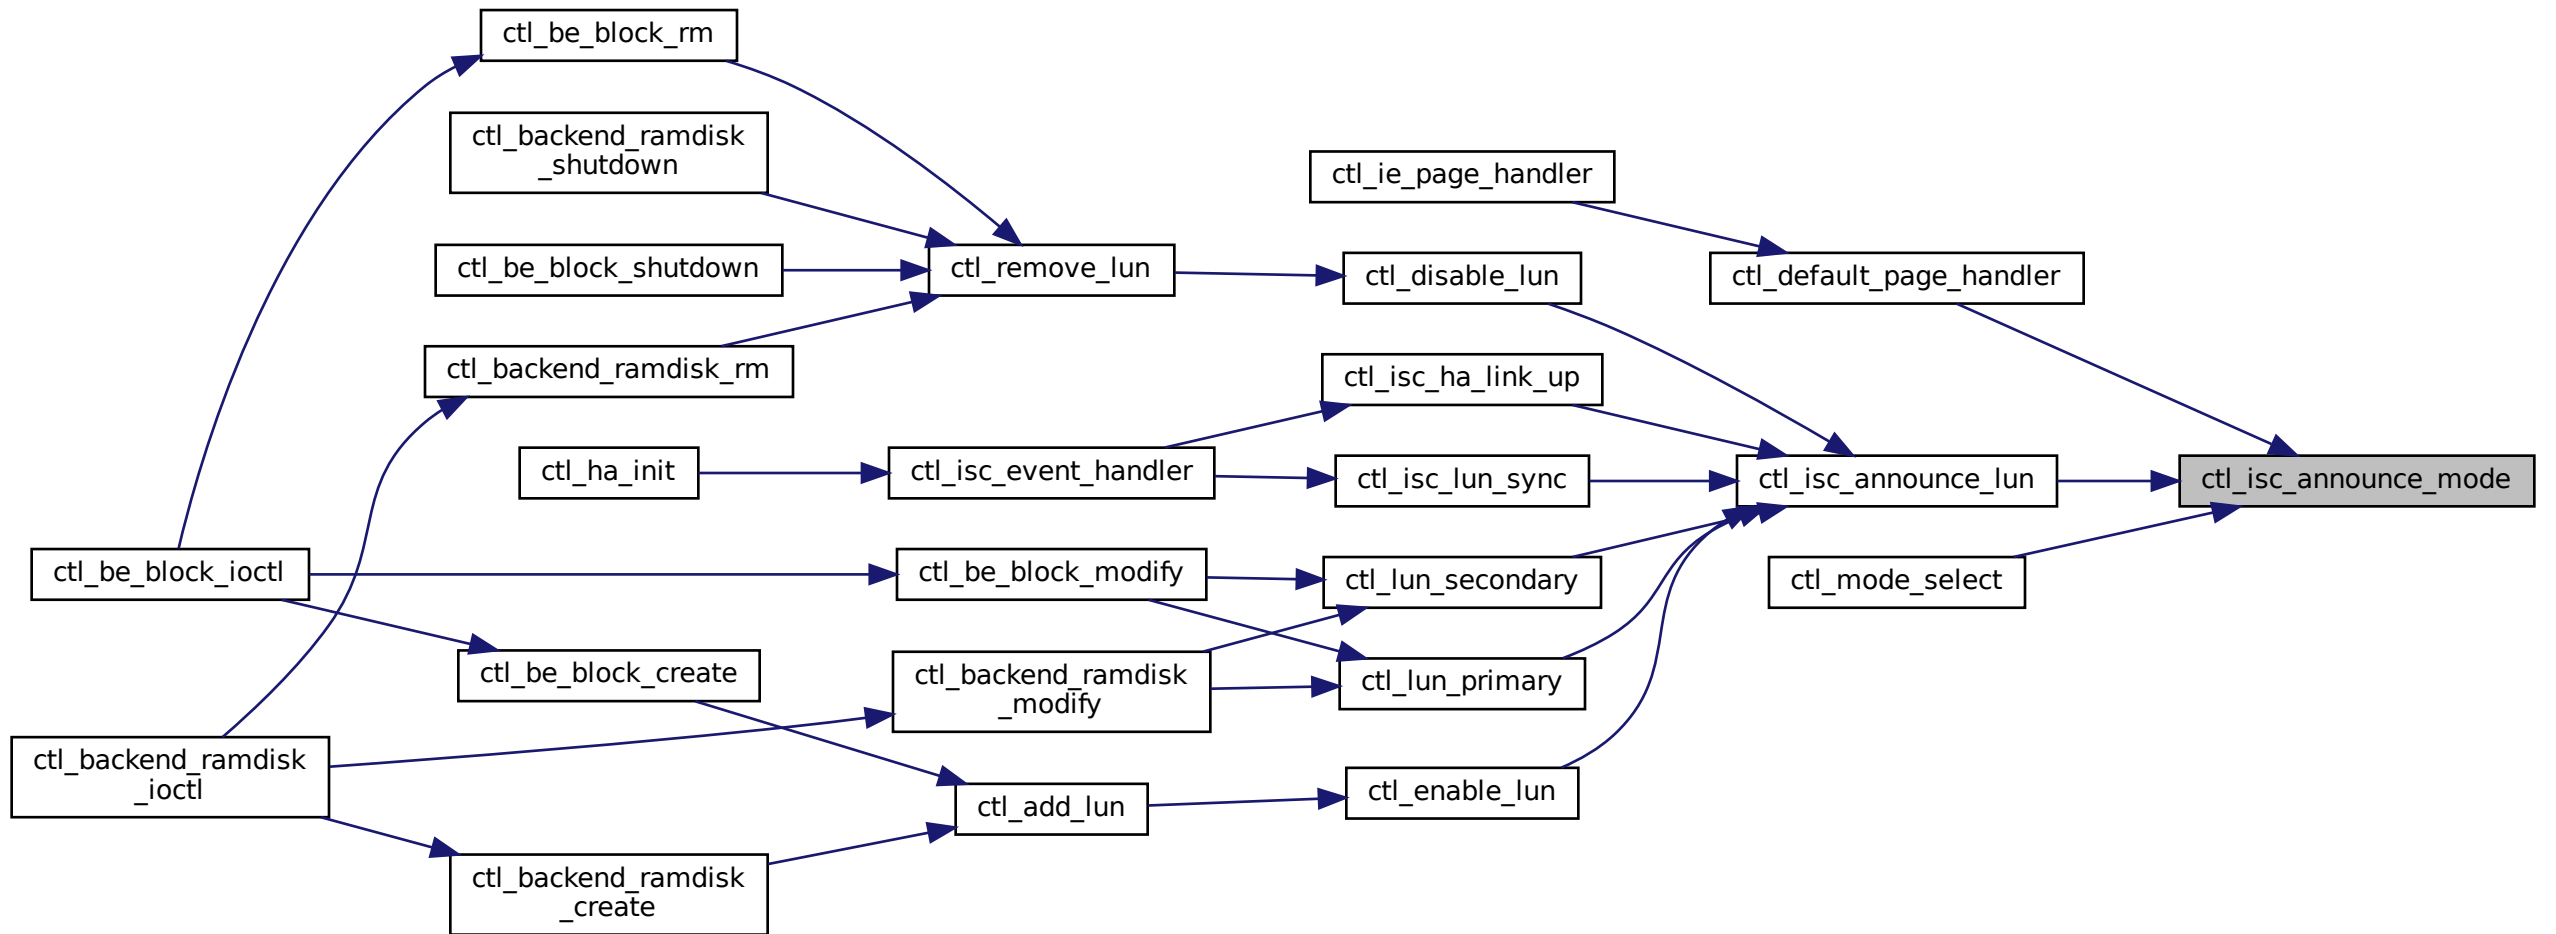 ctl_be_block_rm
ctl_backend_ramdisk
_shutdown
ctl_ie_page_handler
ctl_be_block_shutdown
ctl_remove_lun
ctl_disable_lun
ctl_default_page_handler
ctl_backend_ramdisk_rm
ctl_isc_ha_link_up
ctl_ha_init
ctl_isc_event_handler
ctl_isc_lun_sync
ctl_isc_announce_lun
ctl_isc_announce_mode
ctl_be_block_ioctl
ctl_be_block_modify
ctl_lun_secondary
ctl_mode_select
ctl_be_block_create
ctl_backend_ramdisk
_modify
ctl_lun_primary
ctl_backend_ramdisk
_ioctl
ctl_add_lun
ctl_enable_lun
ctl_backend_ramdisk
_create